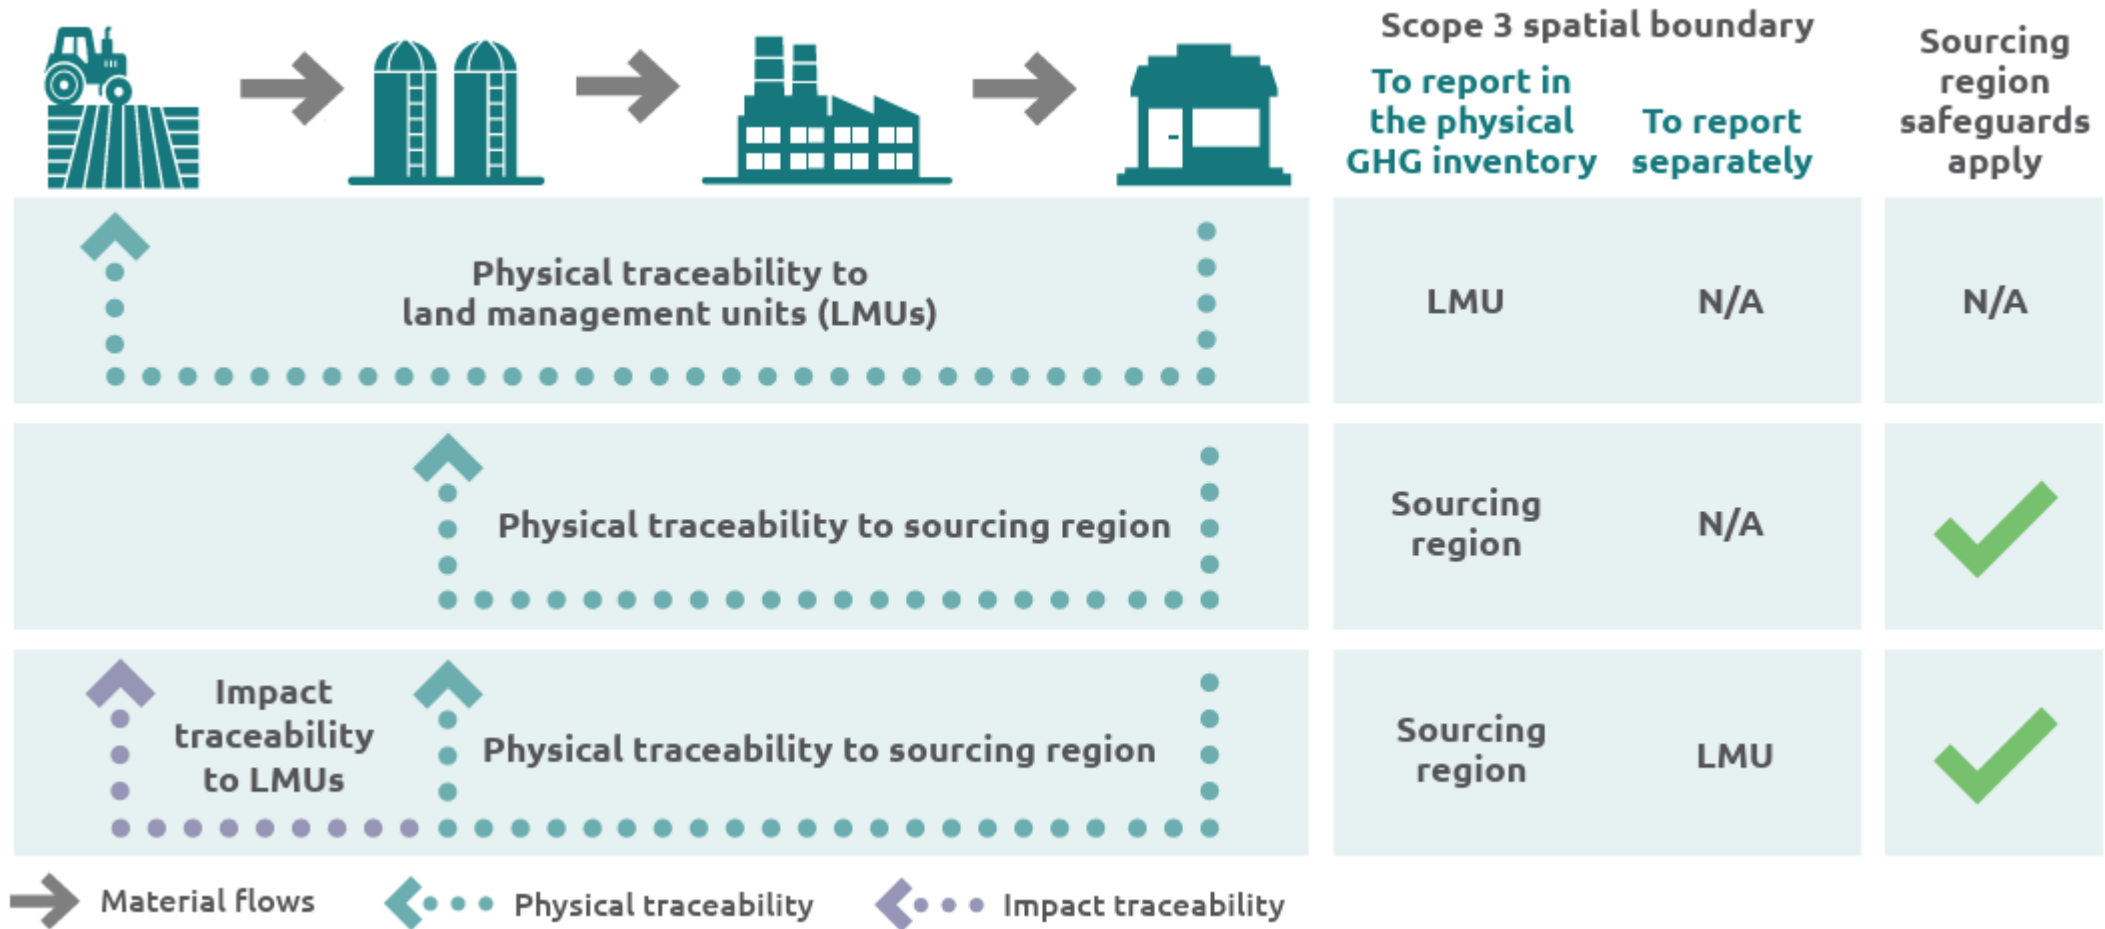 Scope 3 spatial boundary
To report in
the physical
GHG inventory
To report
separately
Sourcing
region
safeguards
apply
Physical traceability to
land management units (LMUs)
LMU
N/A
N/A
Physical traceability to sourcing region
Sourcing
region
N/A
Impact
traceability
to LMUs
Physical traceability to sourcing region
Sourcing
region
LMU
Material flows
Physical traceability
Impact traceability